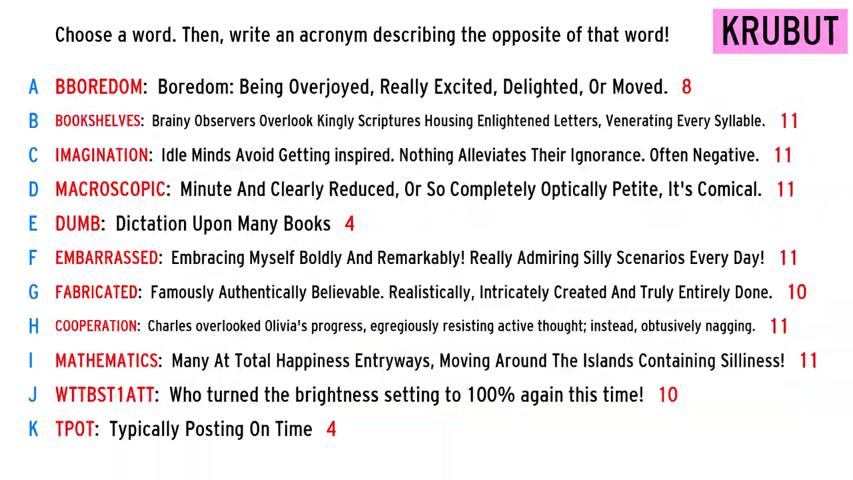 Choose a word. Then, write an acronym describing the opposite of that word!
KRUBUT
A BBOREDOM: Boredom: Being Overjoyed, Really Excited, Delighted, Or Moved. 8
B BOOKSHELVES: Brainy Observers Overlook Kingly Scriptures Housing Enlightened Letters, Venerating Every Syllable. 11
C IMAGINATION: Idle Minds Avoid Getting inspired. Nothing Alleviates Their Ignorance. Often Negative. 11
D MACROSCOPIC: Minute And Clearly Reduced, Or So Completely Optically Petite, It's Comical. 11
E DUMB: Dictation Upon Many Books 4
F EMBARRASSED: Embracing Myself Boldly And Remarkably! Really Admiring Silly Scenarios Every Day! 11
G FABRICATED: Famously Authentically Believable. Realistically, Intricately Created And Truly Entirely Done. 10
H COOPERATION: Charles overlooked Olivia's progress, egregiously resisting active thought; instead, obtusively nagging. 11
I MATHEMATICS: Many At Total Happiness Entryways, Moving Around The Islands Containing Silliness! 11
J WTTBST1ATT: Who turned the brightness setting to 100% again this time! 10
K TPOT: Typically Posting On Time 4